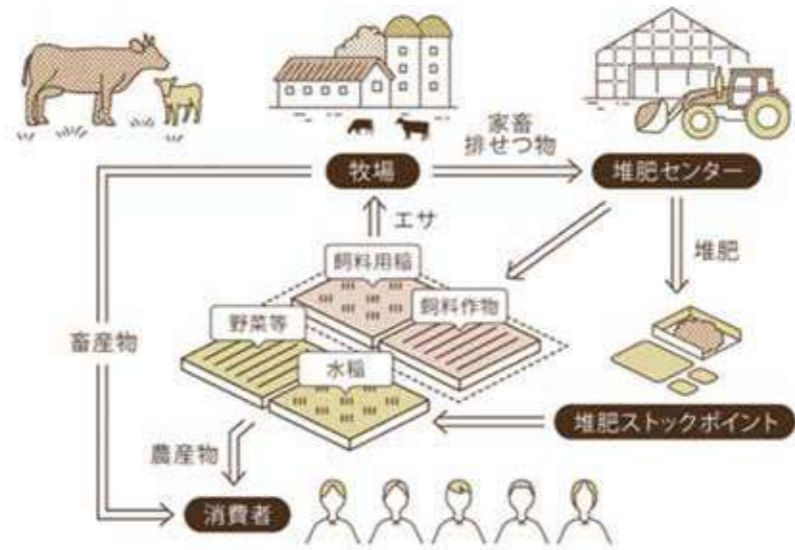 家畜
排せつ物
牧場
堆肥センター
エサ
堆肥
飼料用稲
飼料作物
野菜等
水稲
畜産物
堆肥ストックポイント
農産物
消費者